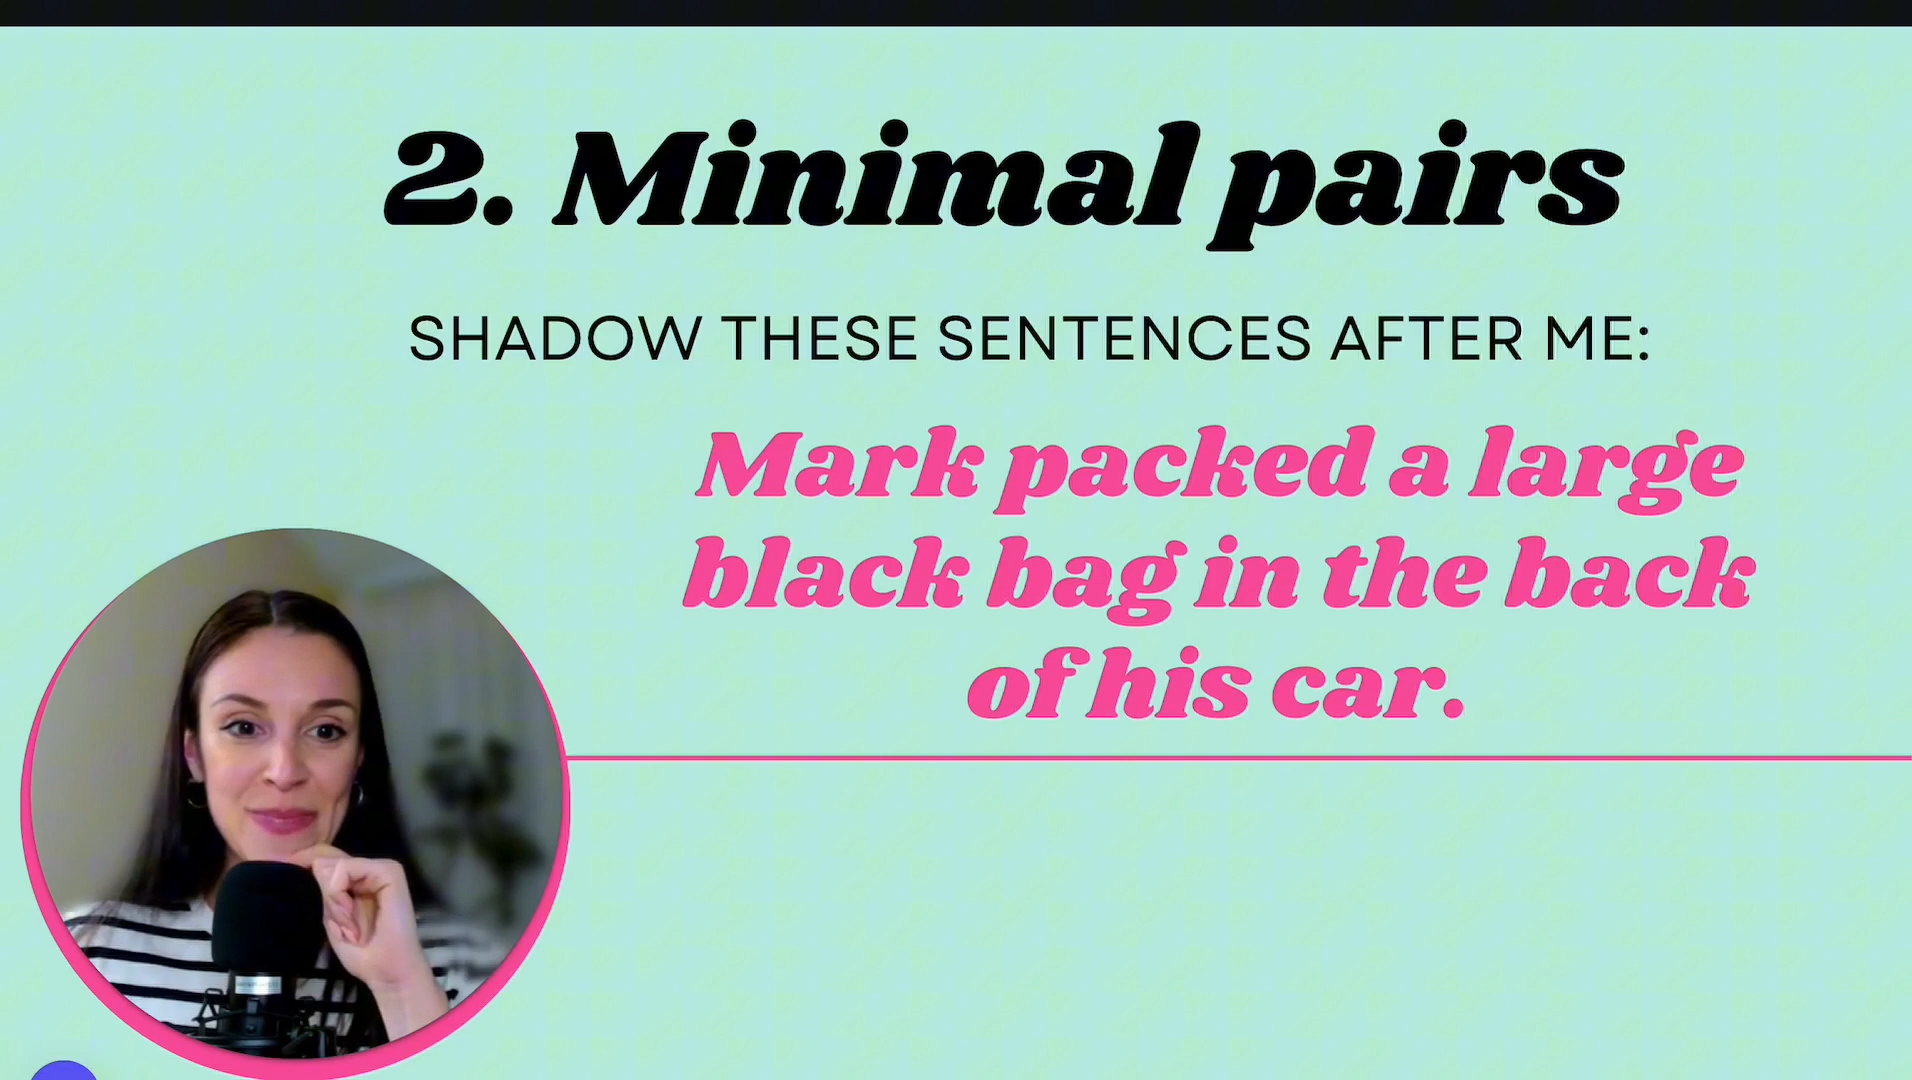 2. Minimal pairs
SHADOW THESE SENTENCES AFTER ME:
Mark packed a large
black bag in the back
of his car.